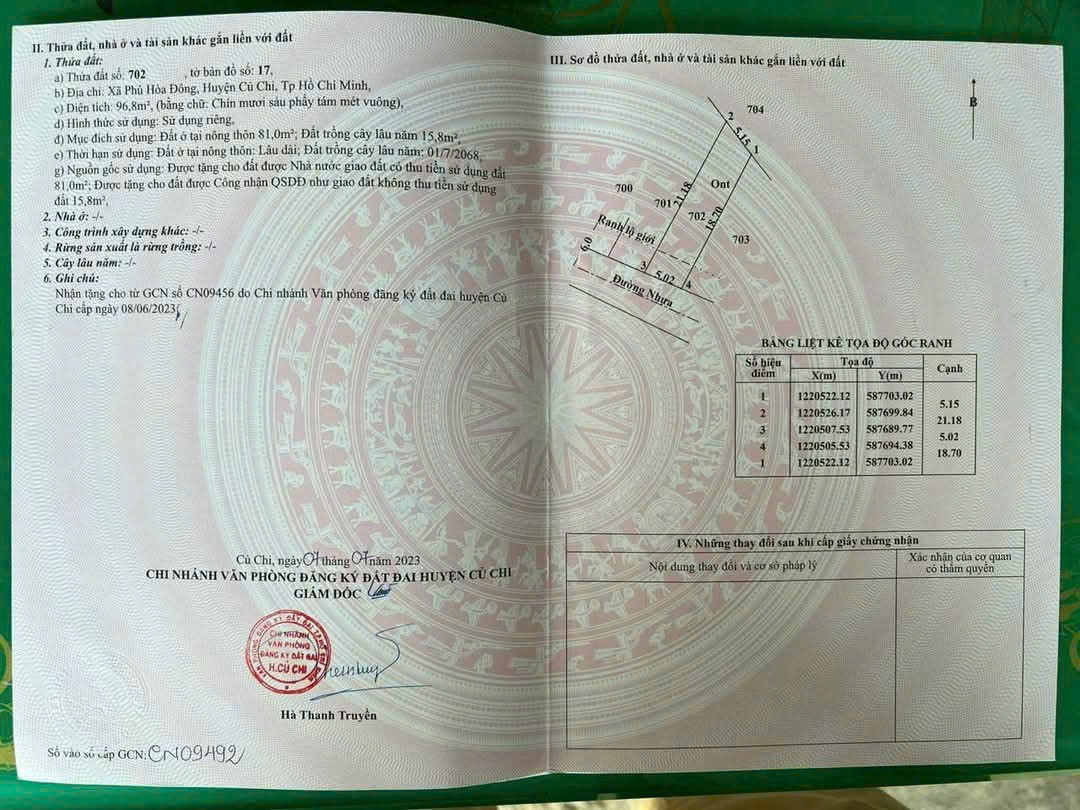 II. Thửa đất, nhà ở và tài sản khác gắn liền với đất
1. Thửa đất:
a) Thửa đất số: 702 , tờ bản đồ số: 17,
b) Địa chỉ: Xã Phú Hòa Đông, Huyện Củ Chi, Tp Hồ Chí Minh,
c) Diện tích: 96,8m², (bằng chữ: Chín mươi sáu phẩy tám mét vuông),
d) Hình thức sử dụng: Sử dụng riêng,
đ) Mục đích sử dụng: Đất ở tại nông thôn 81,0m²; Đất trồng cây lâu năm 15,8m²,
e) Thời hạn sử dụng: Đất ở tại nông thôn: Lâu dài; Đất trồng cây lâu năm: 01/7/2068,
g) Nguồn gốc sử dụng: Được tặng cho đất được Nhà nước giao đất có thu tiền sử dụng đất
81,0m²; Được tặng cho đất được Công nhận QSDĐ như giao đất không thu tiền sử dụng
đất 15,8m²,
2. Nhà ở: -/-
3. Công trình xây dựng khác: -/-
4. Rừng sản xuất là rừng trồng: -/-
5. Cây lâu năm: -/-
6. Ghi chú:
Nhận tặng cho từ GCN số CN09456 do Chi nhánh Văn phòng đăng ký đất đai huyện Củ
Chi cấp ngày 08/06/2023
Củ Chi, ngày 07 tháng 07 năm 2023
CHI NHÁNH VĂN PHÒNG ĐĂNG KÝ ĐẤT ĐAI HUYỆN CỦ CHI
GIÁM ĐỐC
CHI NHÁNH
VĂN PHÒNG
ĐĂNG KÝ ĐẤT ĐAI
H.CỦ CHI
Hà Thanh Truyền
Số vào sổ cấp GCN: CN09492
III. Sơ đồ thửa đất, nhà ở và tài sản khác gắn liền với đất
B
704
2
5.15
1
700
701
21.18
Ont
702
18.70
703
Ranh lộ giới
6.0
3
5.02
4
Đường Nhựa
BẢNG LIỆT KÊ TỌA ĐỘ GÓC RANH
Số hiệu điểm Tọa độ Cạnh
X(m) Y(m)
1 1220522.12 587703.02
5.15
2 1220526.17 587699.84
21.18
3 1220507.53 587689.77
5.02
4 1220505.53 587694.38
18.70
1 1220522.12 587703.02
IV. Những thay đổi sau khi cấp giấy chứng nhận
Nội dung thay đổi và cơ sở pháp lý
Xác nhận của cơ quan
có thẩm quyền